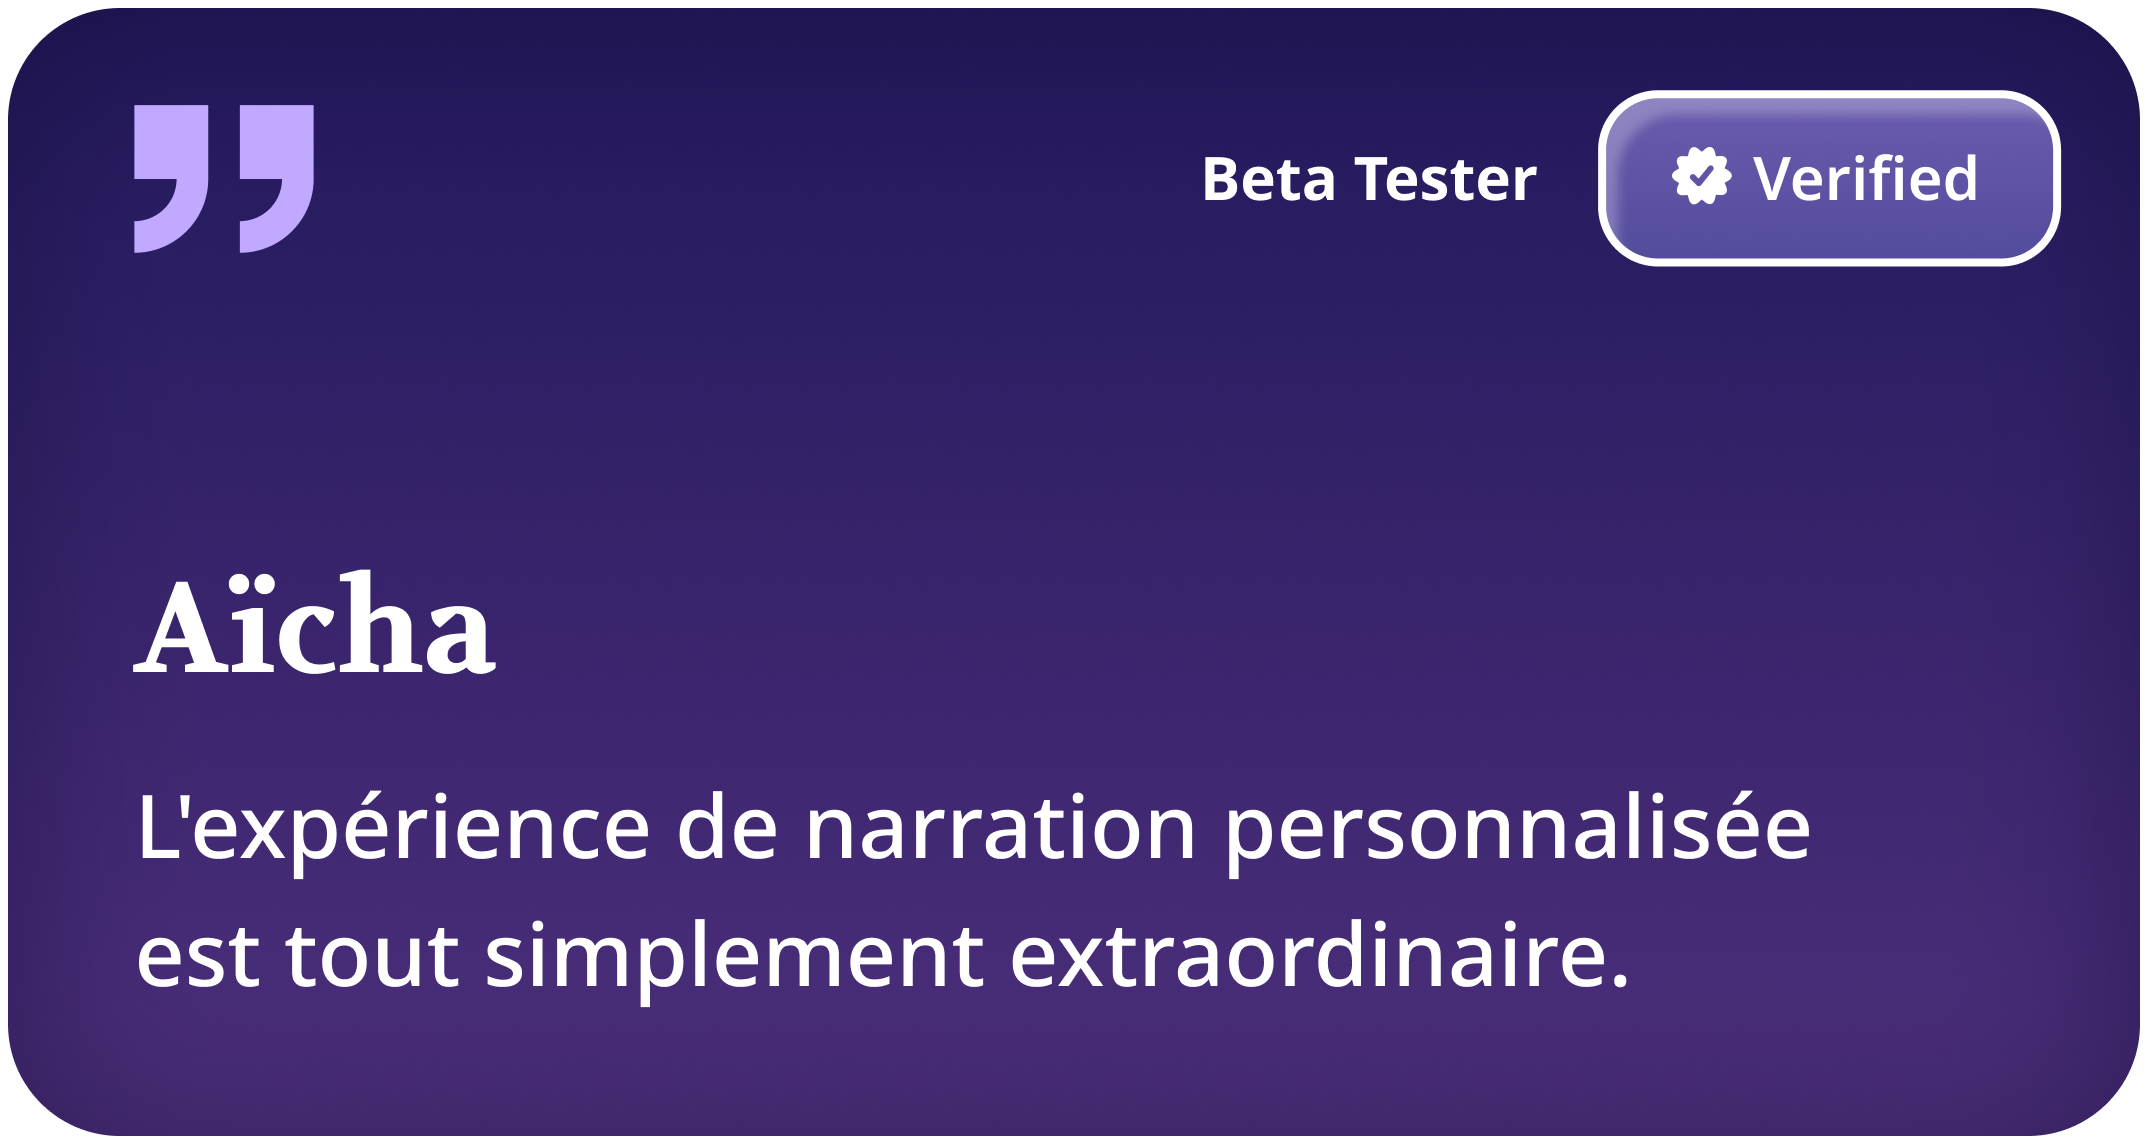 Beta Tester
Verified
Aïcha
L'expérience de narration personnalisée
est tout simplement extraordinaire.